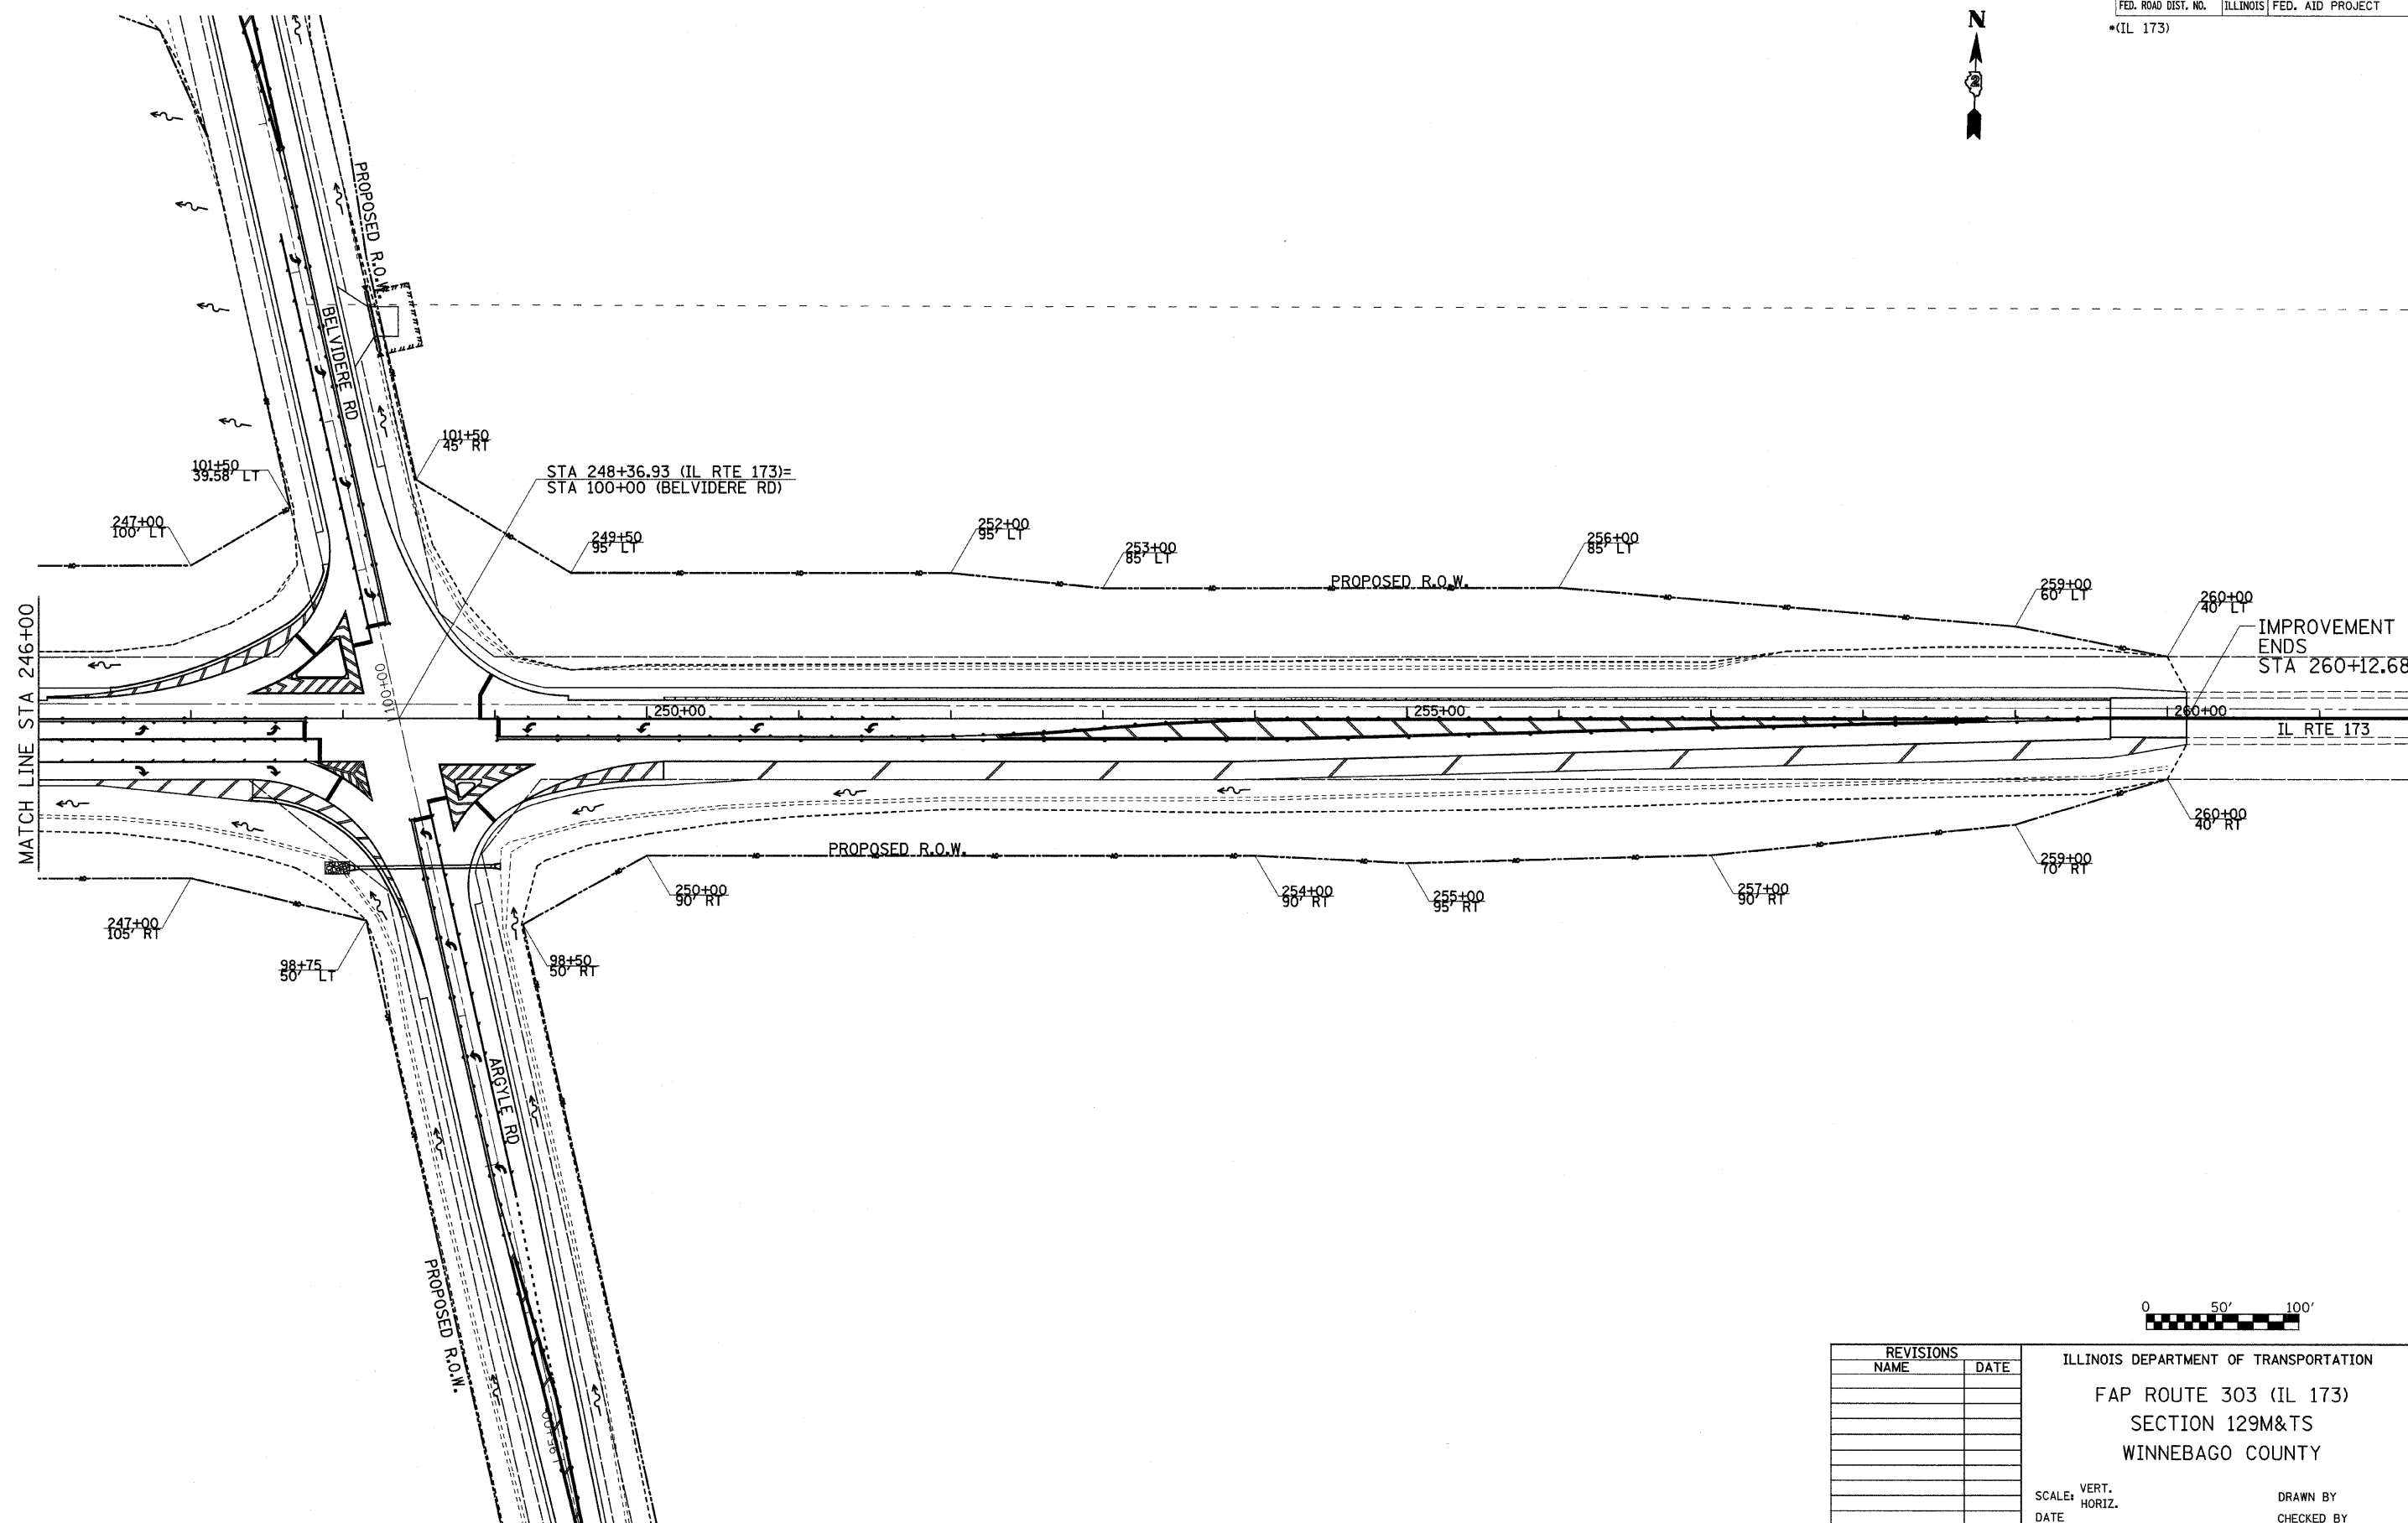 FED. ROAD DIST. NO. ILLINOIS FED. AID PROJECT
*(IL 173)
N
2
PROPOSED R.O.W.
BELVIDERE RD
101+50
45' RT
101+50
39.58' LT
STA 248+36.93 (IL RTE 173)=
STA 100+00 (BELVIDERE RD)
247+00
100' LT
249+50
95' LT
252+00
95' LT
253+00
85' LT
256+00
85' LT
PROPOSED R.O.W.
259+00
60' LT
260+00
40' LT
IMPROVEMENT
ENDS
STA 260+12.68
MATCH LINE STA 246+00
100+00
250+00
255+00
260+00
IL RTE 173
PROPOSED R.O.W.
247+00
105' RT
98+75
50' LT
98+50
50' RT
250+00
90' RT
254+00
90' RT
255+00
95' RT
257+00
90' RT
259+00
70' RT
260+00
40' RT
ARGYLE RD
PROPOSED R.O.W.
95+00
0 50' 100'
REVISIONS
NAME DATE
ILLINOIS DEPARTMENT OF TRANSPORTATION
FAP ROUTE 303 (IL 173)
SECTION 129M&TS
WINNEBAGO COUNTY
SCALE: VERT.
HORIZ.
DATE
DRAWN BY
CHECKED BY